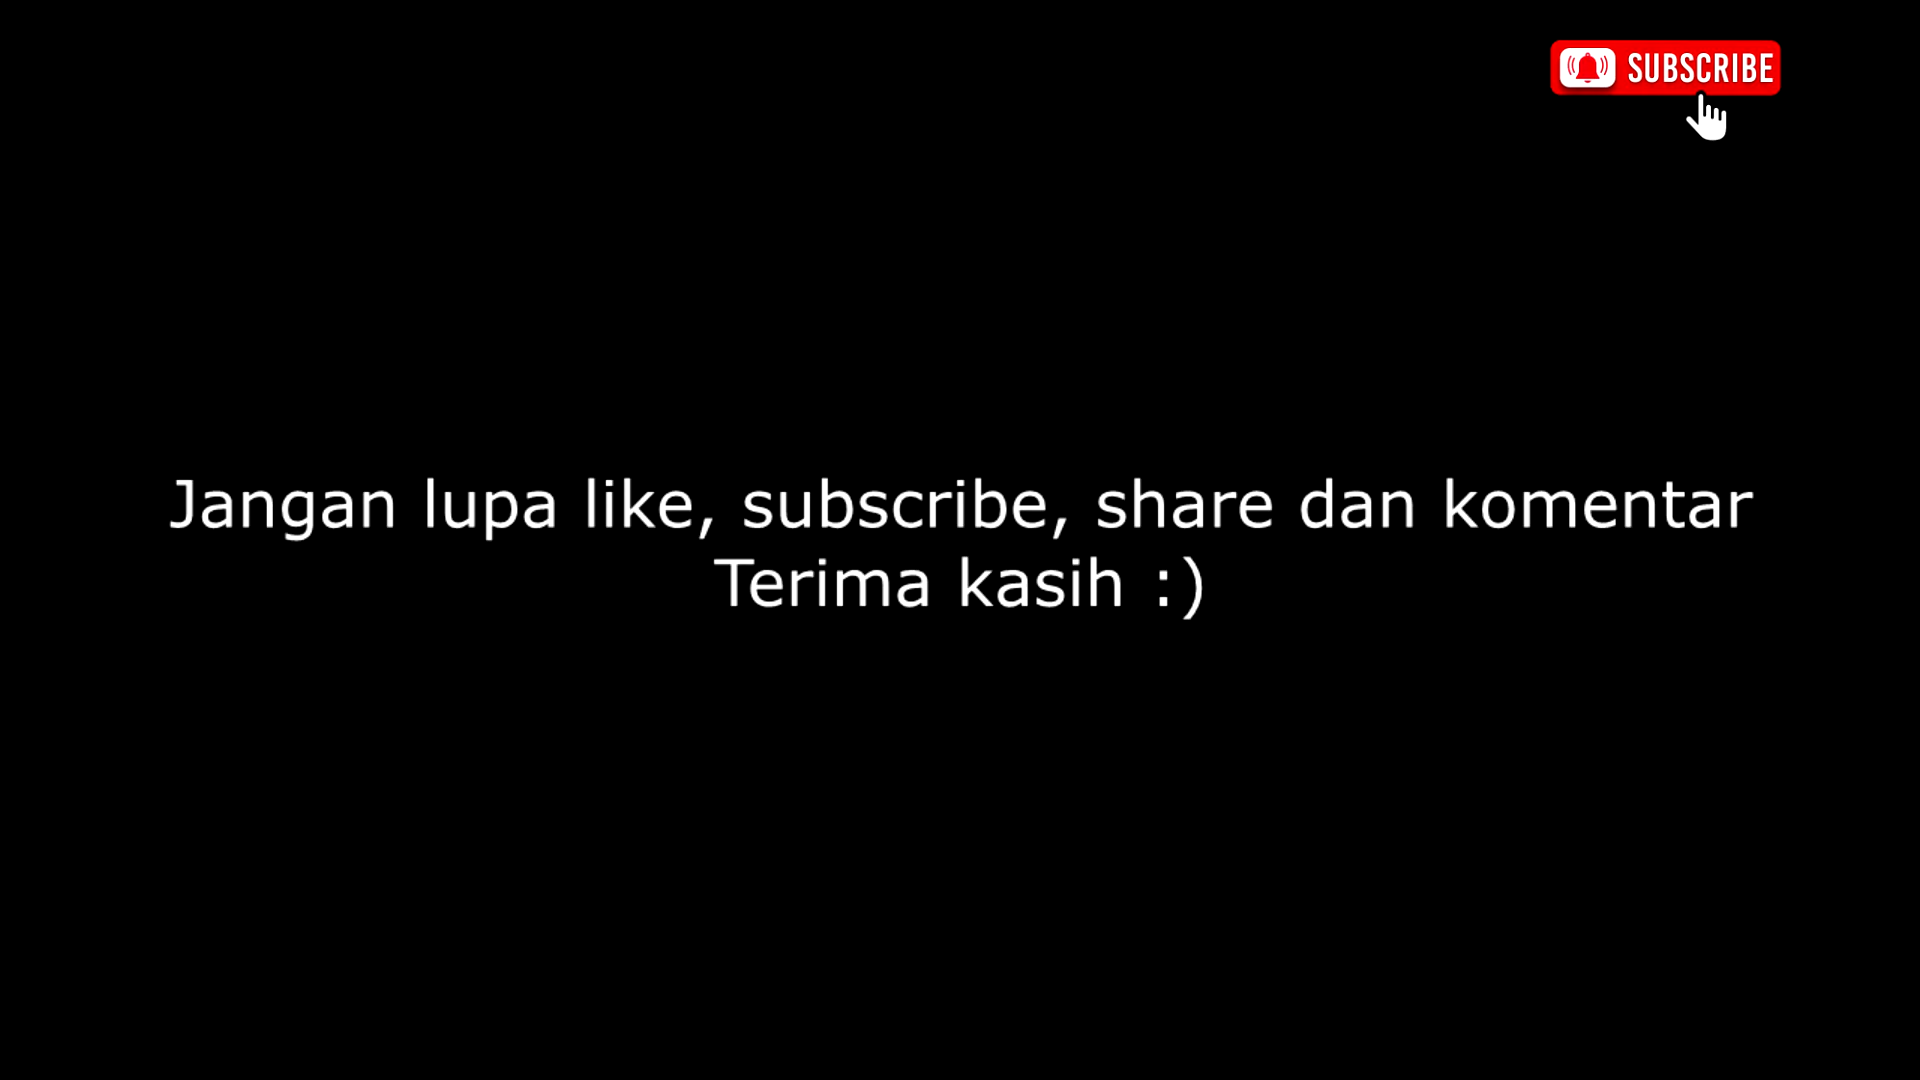 SUBSCRIBE
Jangan lupa like, subscribe, share dan komentar
Terima kasih :)